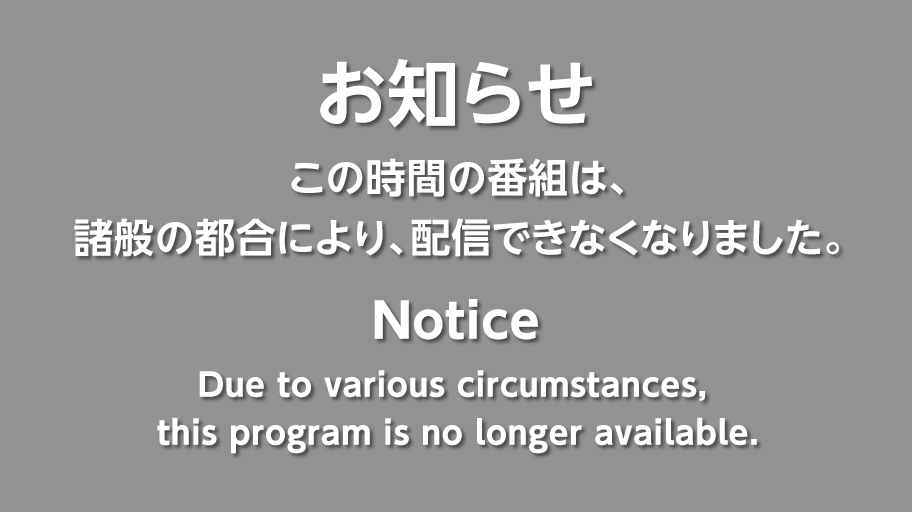 お知らせ
この時間の番組は、
諸般の都合により、配信できなくなりました。
Notice
Due to various circumstances,
this program is no longer available.